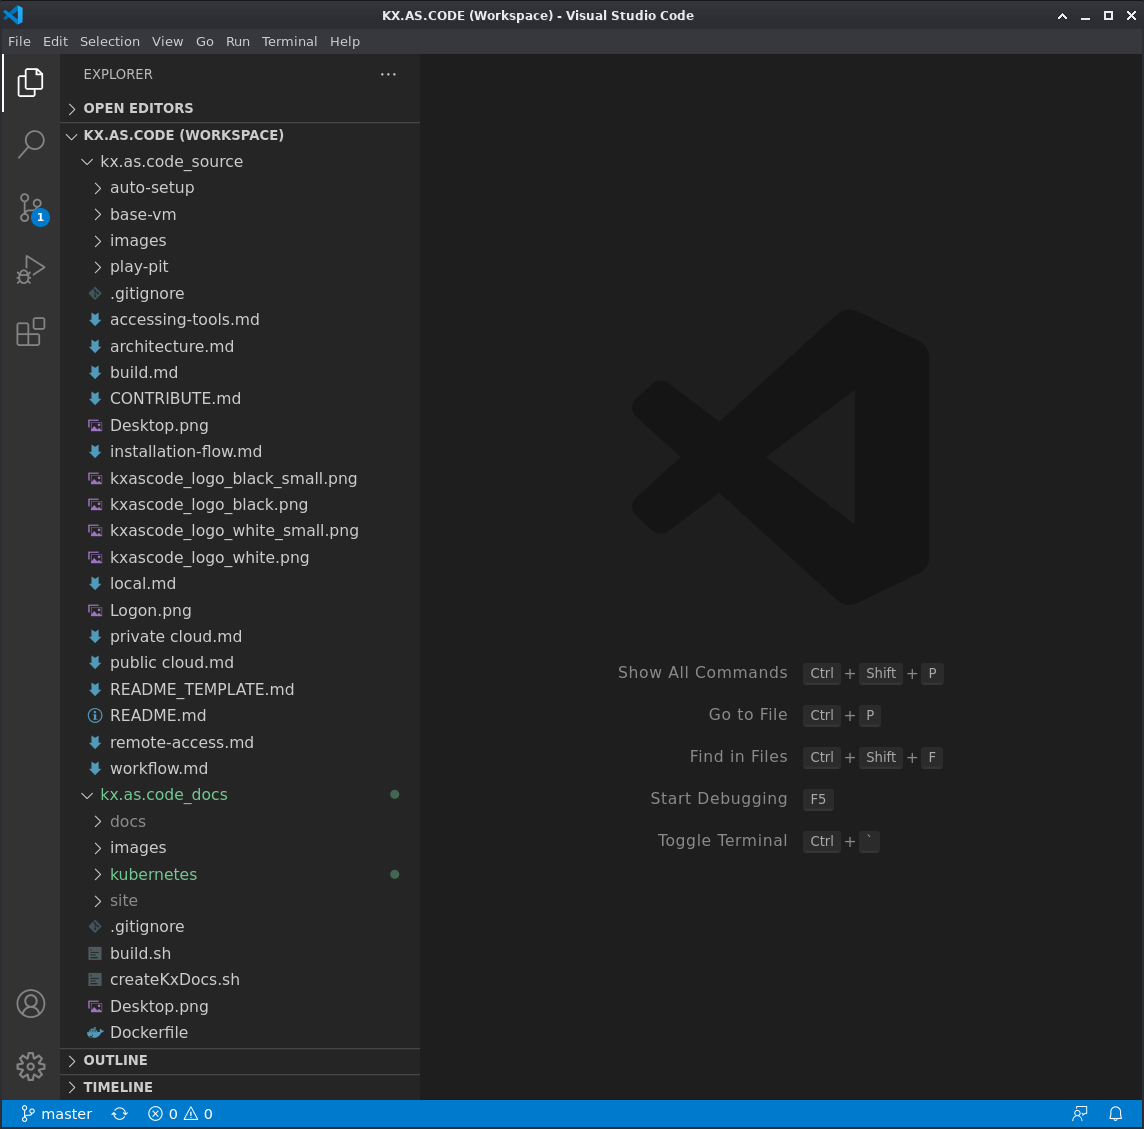 KX.AS.CODE (Workspace) - Visual Studio Code
File Edit Selection View Go Run Terminal Help
EXPLORER
OPEN EDITORS
KX.AS.CODE (WORKSPACE)
kx.as.code_source
auto-setup
base-vm
1
images
play-pit
.gitignore
accessing-tools.md
architecture.md
build.md
CONTRIBUTE.md
Desktop.png
installation-flow.md
kxascode_logo_black_small.png
kxascode_logo_black.png
kxascode_logo_white_small.png
kxascode_logo_white.png
local.md
Logon.png
private cloud.md
public cloud.md
README_TEMPLATE.md
README.md
remote-access.md
workflow.md
kx.as.code_docs
docs
images
kubernetes
site
.gitignore
build.sh
createKxDocs.sh
Desktop.png
Dockerfile
OUTLINE
TIMELINE
Show All Commands Ctrl + Shift + P
Go to File Ctrl + P
Find in Files Ctrl + Shift + F
Start Debugging F5
Toggle Terminal Ctrl + `
master 0 0